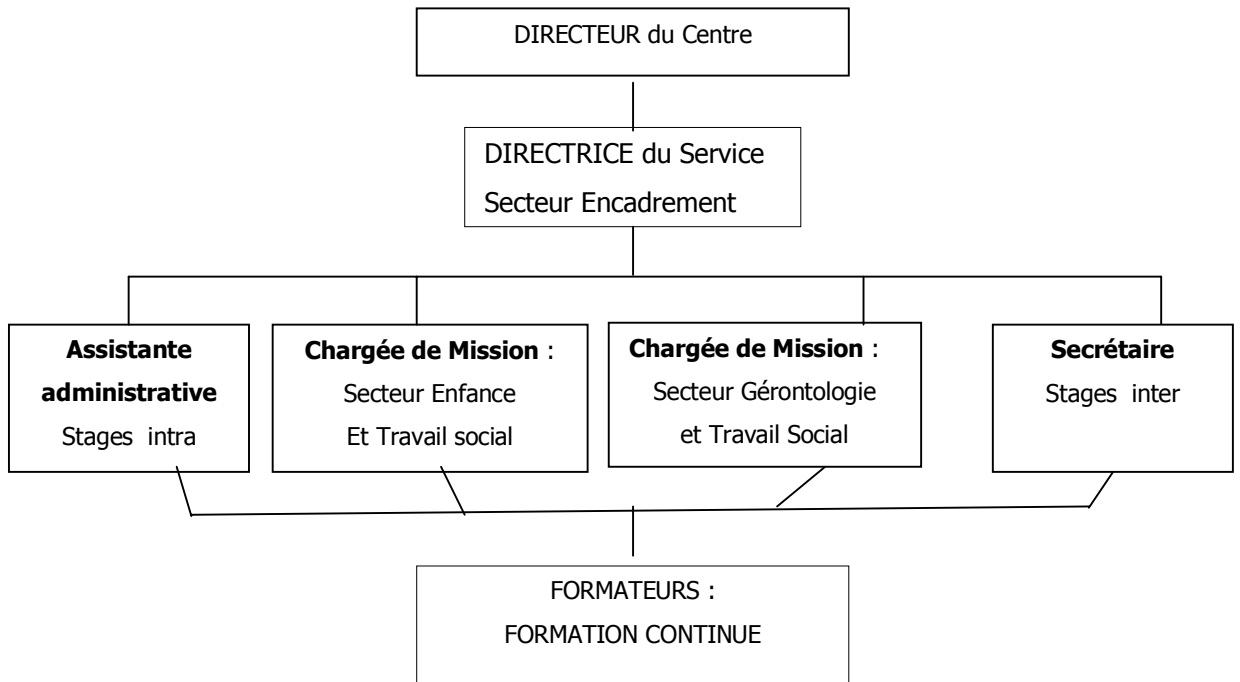 DIRECTEUR du Centre
DIRECTRICE du Service
Secteur Encadrement
Assistante
administrative
Stages intra
Chargée de Mission :
Secteur Enfance
Et Travail social
Chargée de Mission :
Secteur Gérontologie
et Travail Social
Secrétaire
Stages inter
FORMATEURS :
FORMATION CONTINUE